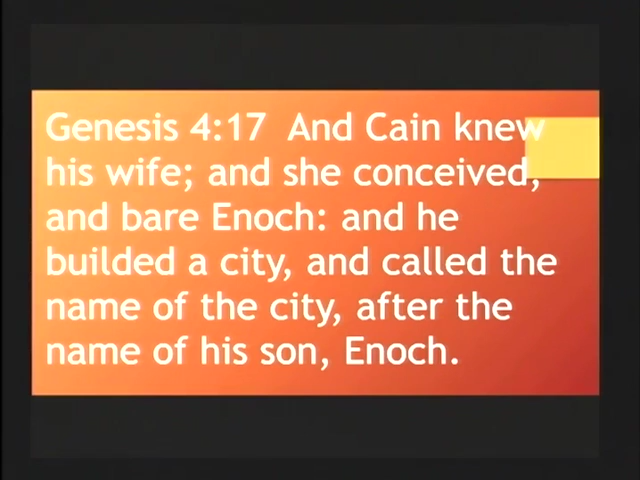 Genesis 4:17  And Cain knew
his wife; and she conceived,
and bare Enoch: and he
builded a city, and called the
name of the city, after the
name of his son, Enoch.